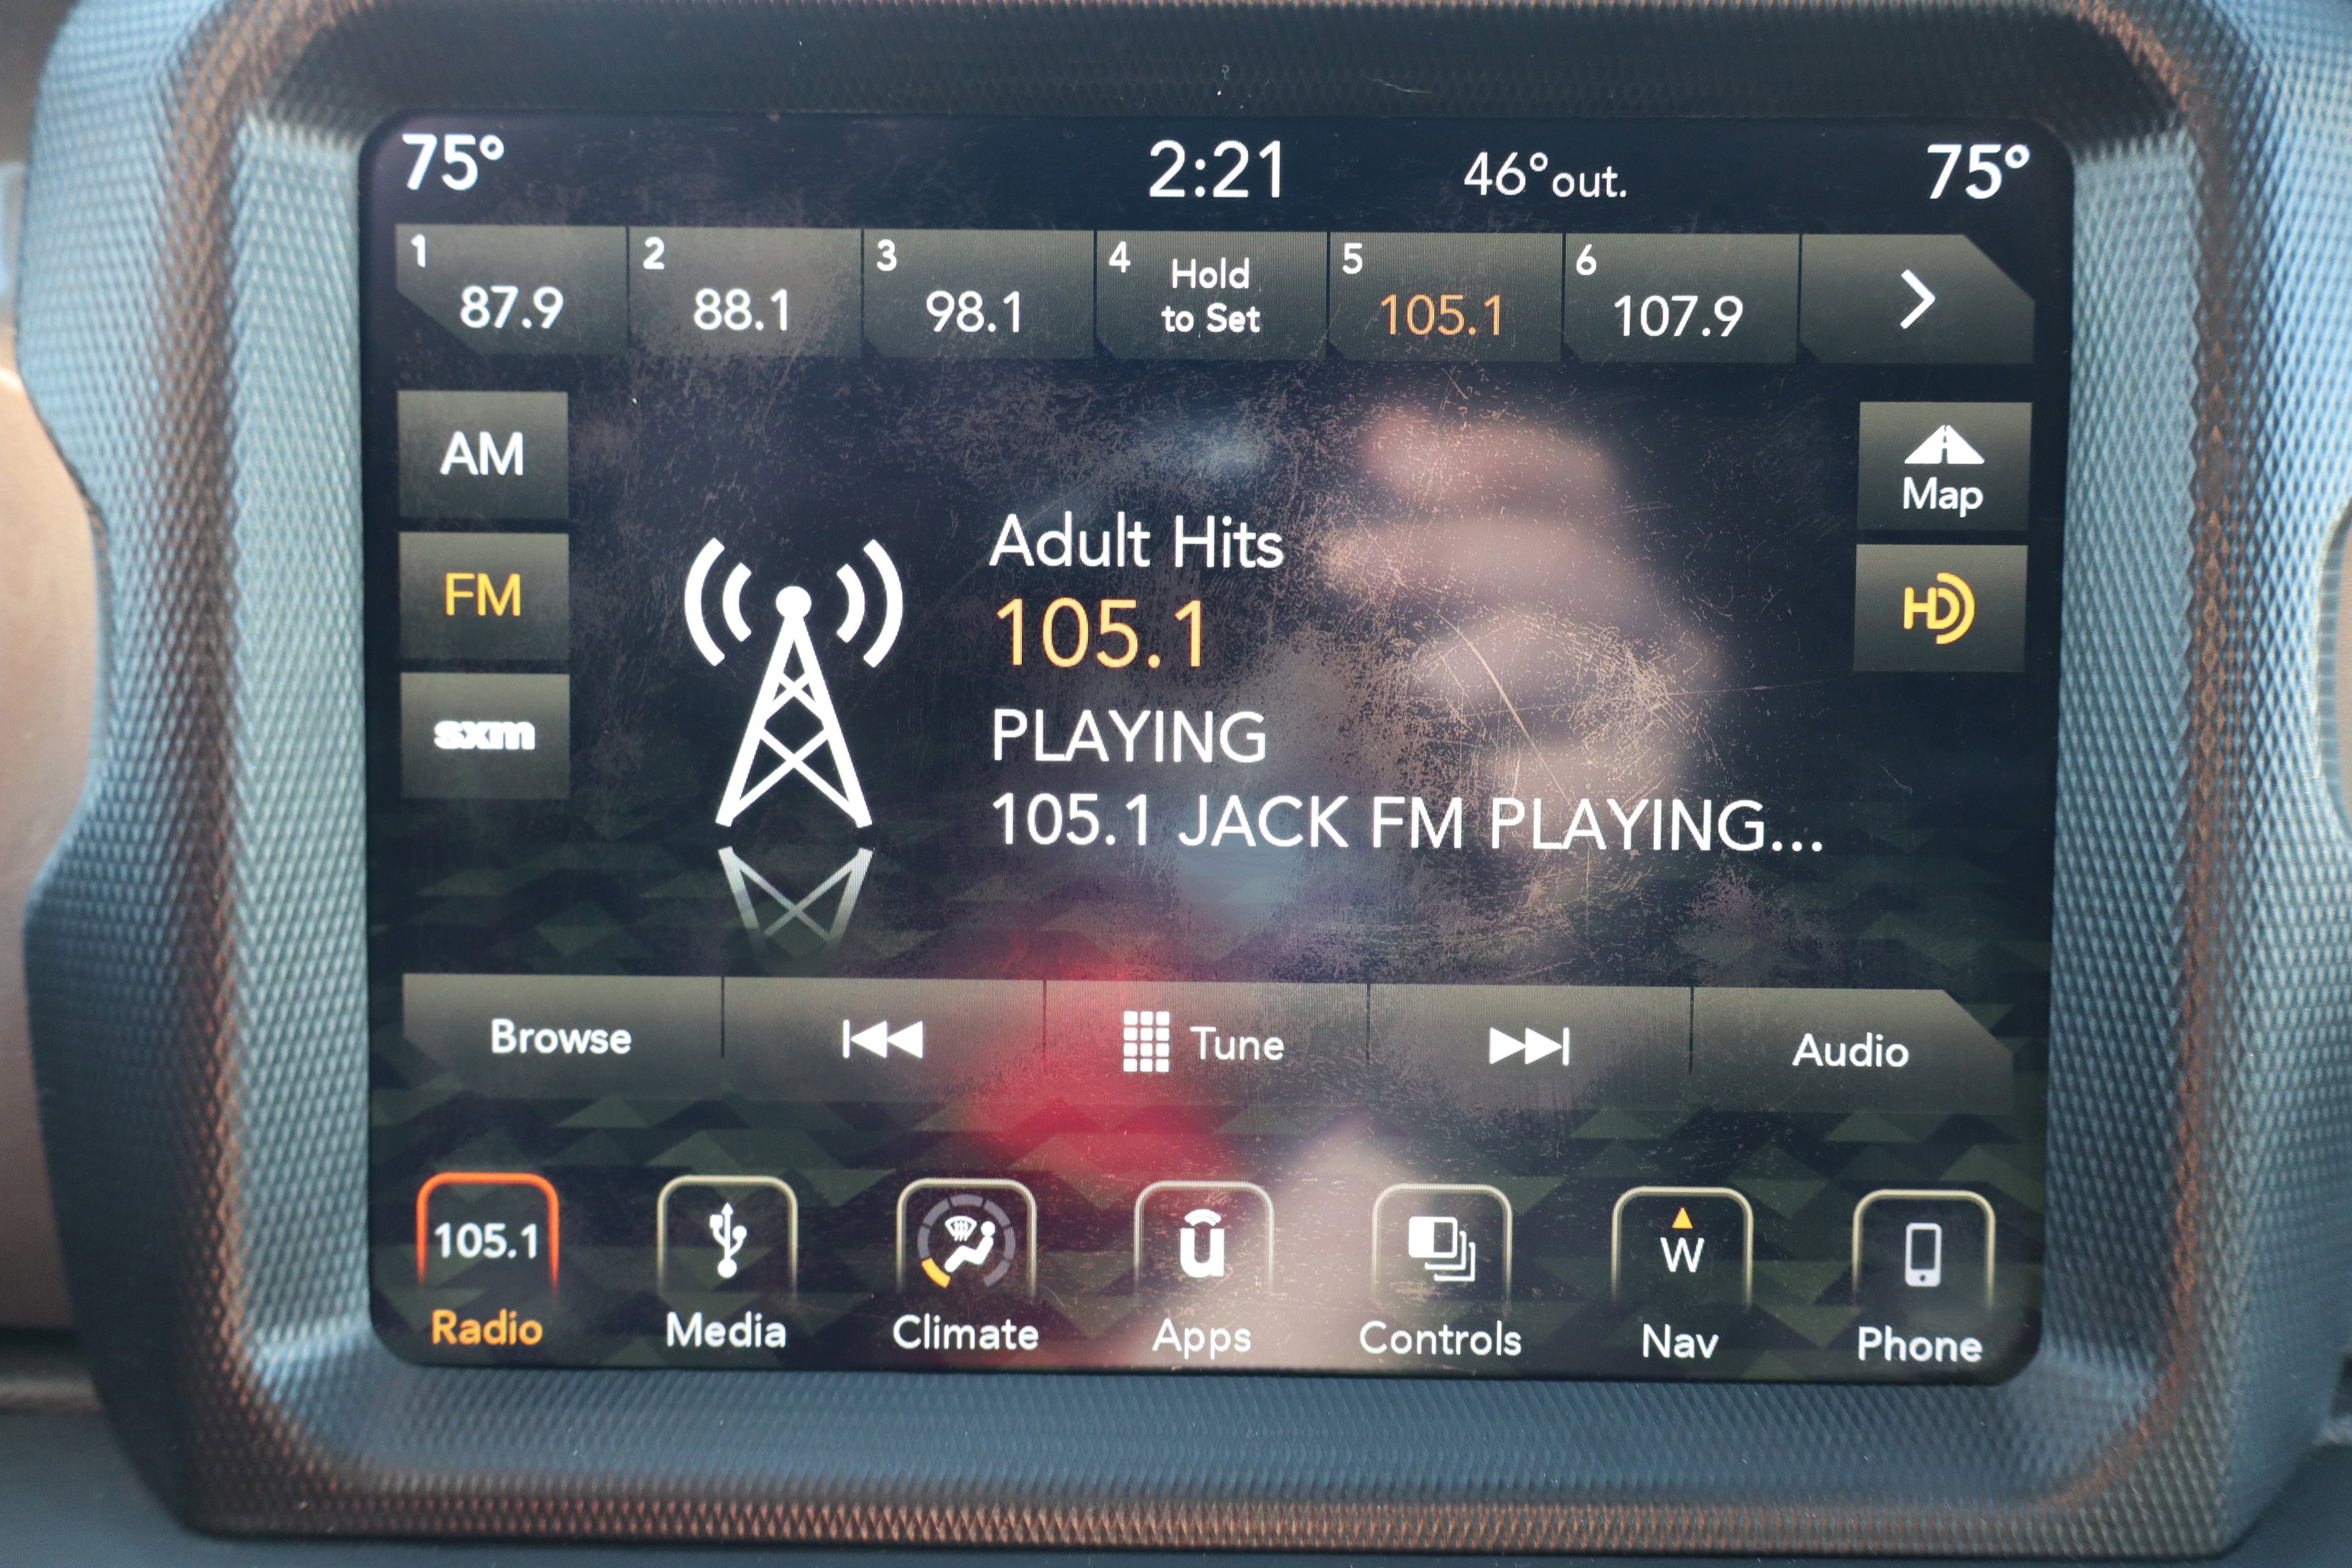 75° 2:21 46°out. 75°
1 2 3 4 Hold 5 6
87.9 88.1 98.1 to Set 105.1 107.9
AM
Map
FM
HD
sxm
Adult Hits
105.1
PLAYING
105.1 JACK FM PLAYING...
Browse Tune Audio
105.1 u W
Radio Media Climate Apps Controls Nav Phone